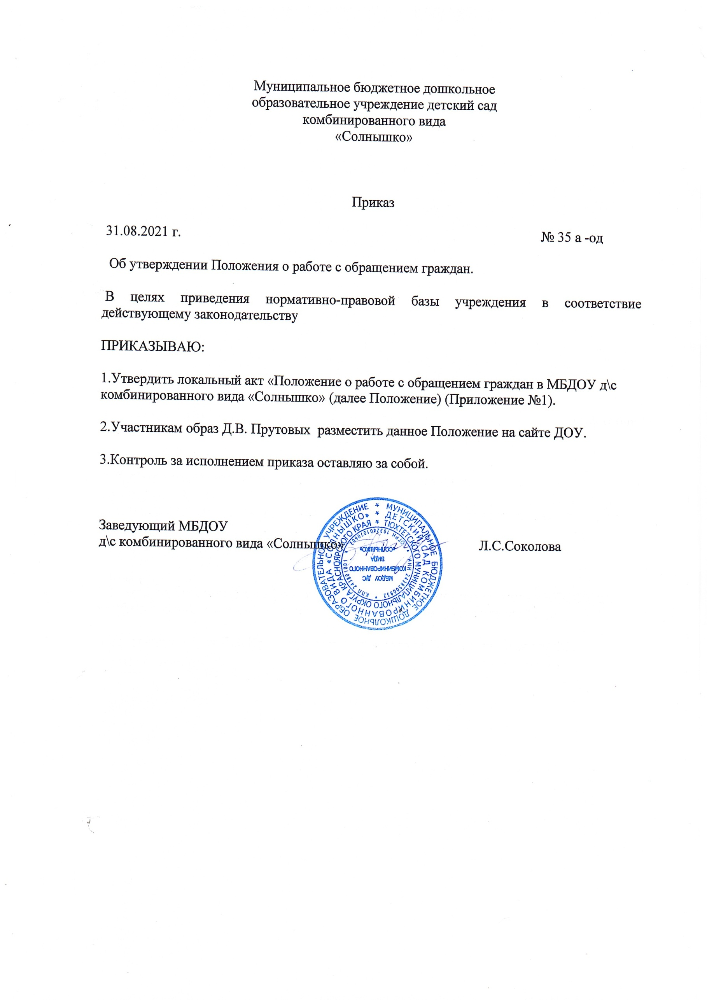 Муниципальное бюджетное дошкольное
образовательное учреждение детский сад
комбинированного вида
«Солнышко»
Приказ
31.08.2021 г.
№ 35 а -од
Об утверждении Положения о работе с обращением граждан.
В целях приведения нормативно-правовой базы учреждения в соответствие
действующему законодательству
ПРИКАЗЫВАЮ:
1.Утвердить локальный акт «Положение о работе с обращением граждан в МБДОУ д\с
комбинированного вида «Солнышко» (далее Положение) (Приложение №1).
2.Участникам образ Д.В. Прутовых разместить данное Положение на сайте ДОУ.
3.Контроль за исполнением приказа оставляю за собой.
Заведующий МБДОУ
д\с комбинированного вида «Солнышко»
Л.С.Соколова
* МУНИЦИПАЛЬНОЕ БЮДЖЕТНОЕ ДОШКОЛЬНОЕ ОБРАЗОВАТЕЛЬНОЕ УЧРЕЖДЕНИЕ
* ДЕТСКИЙ САД КОМБИНИРОВАННОГО ВИДА «СОЛНЫШКО»
* ТЮХТЕТСКОГО МУНИЦИПАЛЬНОГО ОКРУГА КРАСНОЯРСКОГО КРАЯ
* ИНН 2439300932 * КПП 243801001 * ОГРН
МБДОУ Д/С
КОМБИНИРОВАННОГО
ВИДА
«СОЛНЫШКО»